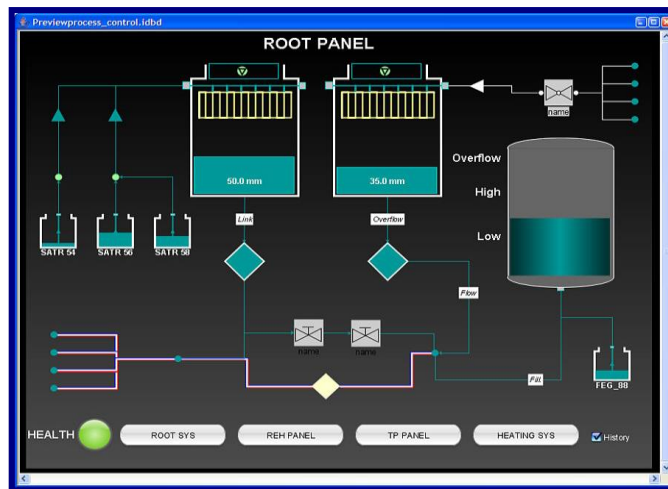 Previewprocess_control.idbd
ROOT PANEL
name
50.0 mm
35.0 mm
Overflow
High
Low
Link
Overflow
SATR 54
SATR 56
SATR 58
Flow
name
name
Fill
FEG_88
HEALTH
ROOT SYS
REH PANEL
TP PANEL
HEATING SYS
History